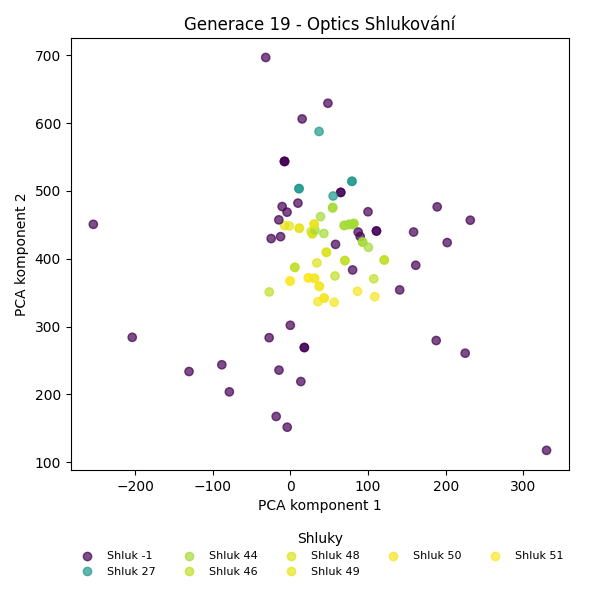 Generace 19 - Optics Shlukování
PCA komponent 2
700
600
500
400
300
200
100
−200 −100 0 100 200 300
PCA komponent 1
Shluky
Shluk -1 Shluk 44 Shluk 48 Shluk 50 Shluk 51
Shluk 27 Shluk 46 Shluk 49